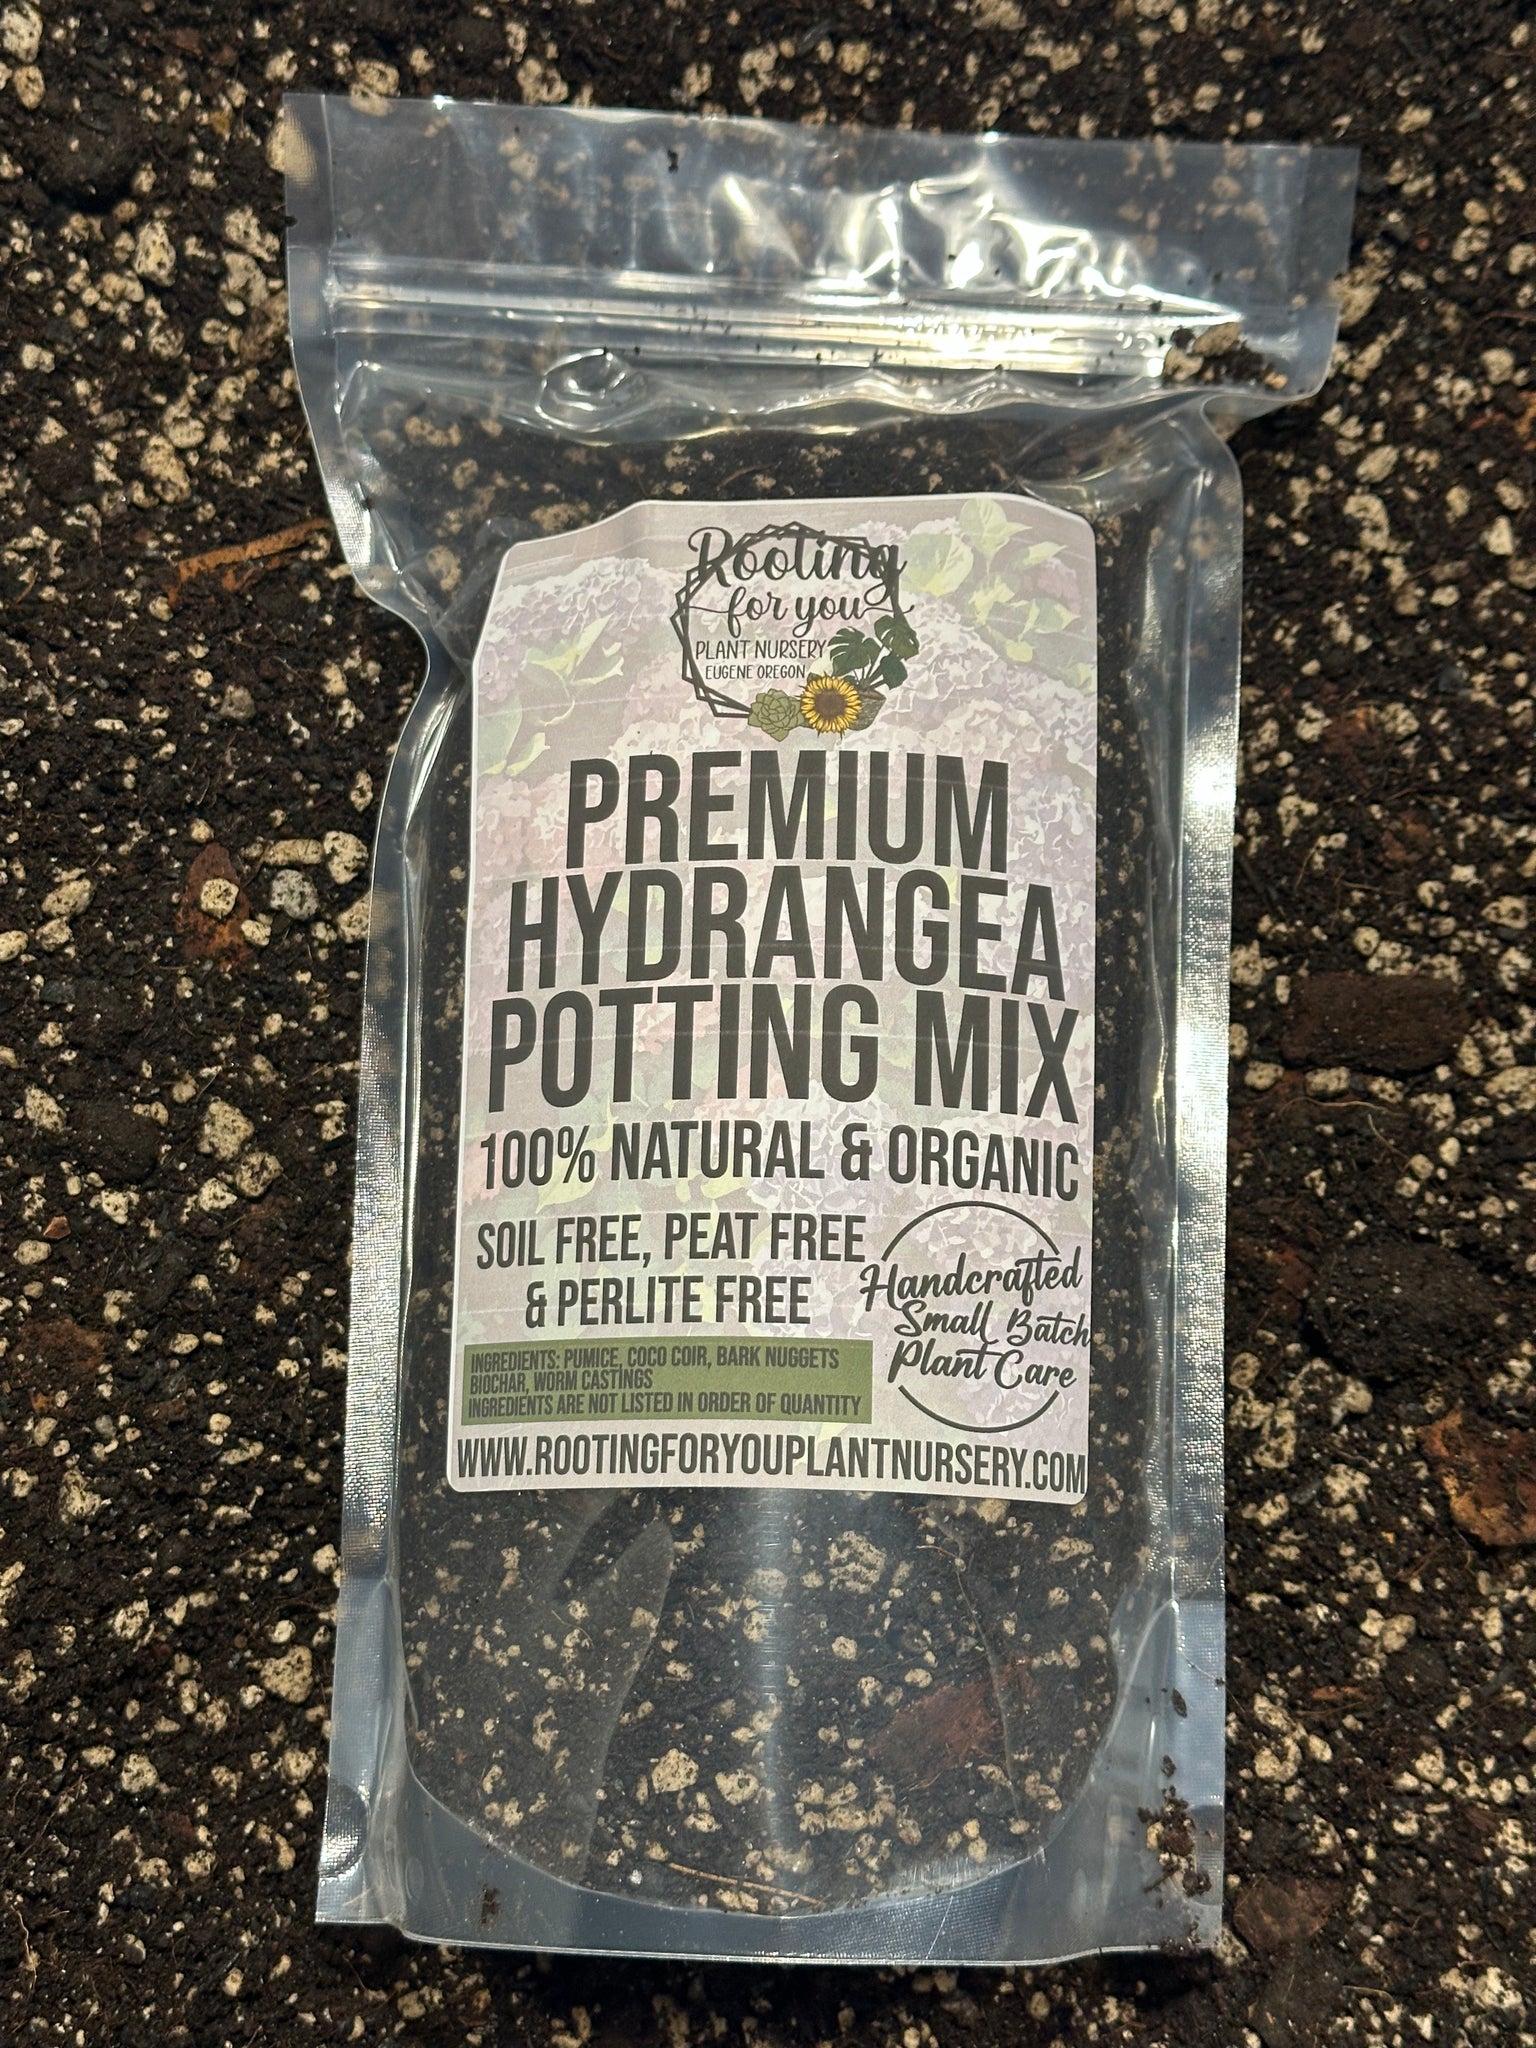 Rooting
for you
PLANT NURSERY
EUGENE OREGON
PREMIUM
HYDRANGEA
POTTING MIX
100% NATURAL & ORGANIC
SOIL FREE, PEAT FREE
& PERLITE FREE
Handcrafted
Small Batch
Plant Care
INGREDIENTS: PUMICE, COCO COIR, BARK NUGGETS
BIOCHAR, WORM CASTINGS
INGREDIENTS ARE NOT LISTED IN ORDER OF QUANTITY
WWW.ROOTINGFORYOUPLANTNURSERY.COM